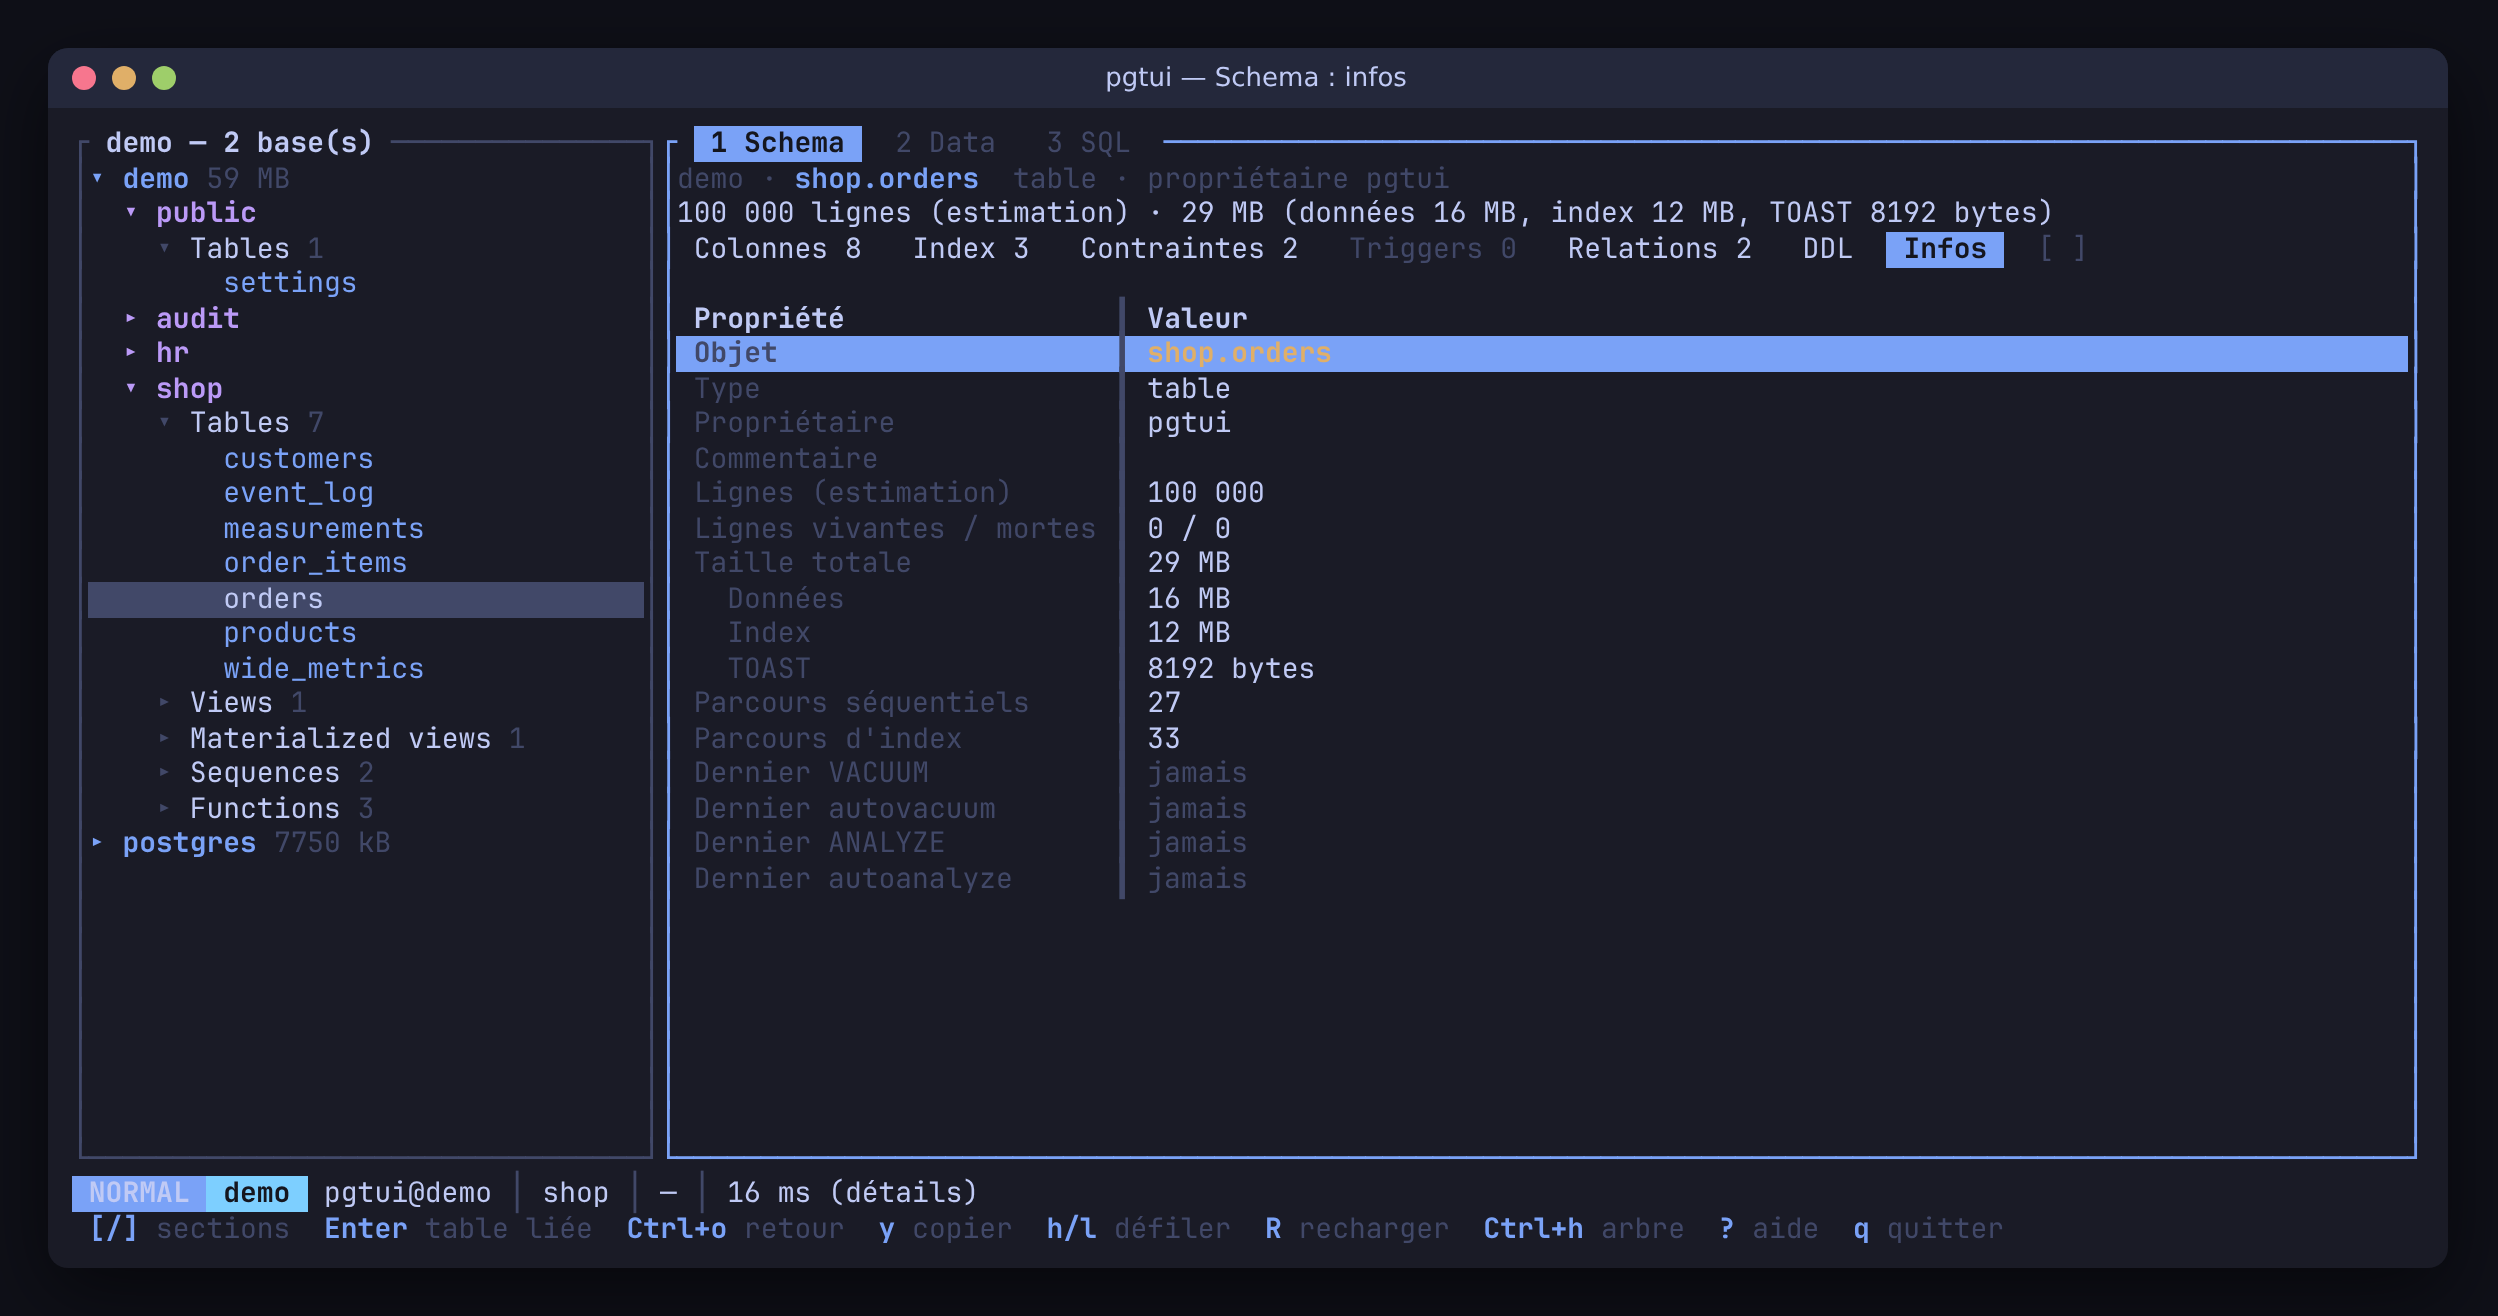 pgtui — Schema : infos
demo — 2 base(s)
▾ demo 59 MB
▾ public
▾ Tables 1
settings
▸ audit
▸ hr
▾ shop
▾ Tables 7
customers
event_log
measurements
order_items
orders
products
wide_metrics
▸ Views 1
▸ Materialized views 1
▸ Sequences 2
▸ Functions 3
▸ postgres 7750 kB
1 Schema 2 Data 3 SQL
demo · shop.orders table · propriétaire pgtui
100 000 lignes (estimation) · 29 MB (données 16 MB, index 12 MB, TOAST 8192 bytes)
Colonnes 8 Index 3 Contraintes 2 Triggers 0 Relations 2 DDL Infos [ ]
Propriété Valeur
Objet shop.orders
Type table
Propriétaire pgtui
Commentaire
Lignes (estimation) 100 000
Lignes vivantes / mortes 0 / 0
Taille totale 29 MB
Données 16 MB
Index 12 MB
TOAST 8192 bytes
Parcours séquentiels 27
Parcours d'index 33
Dernier VACUUM jamais
Dernier autovacuum jamais
Dernier ANALYZE jamais
Dernier autoanalyze jamais
NORMAL demo pgtui@demo │ shop │ — │ 16 ms (détails)
[/] sections Enter table liée Ctrl+o retour y copier h/l défiler R recharger Ctrl+h arbre ? aide q quitter